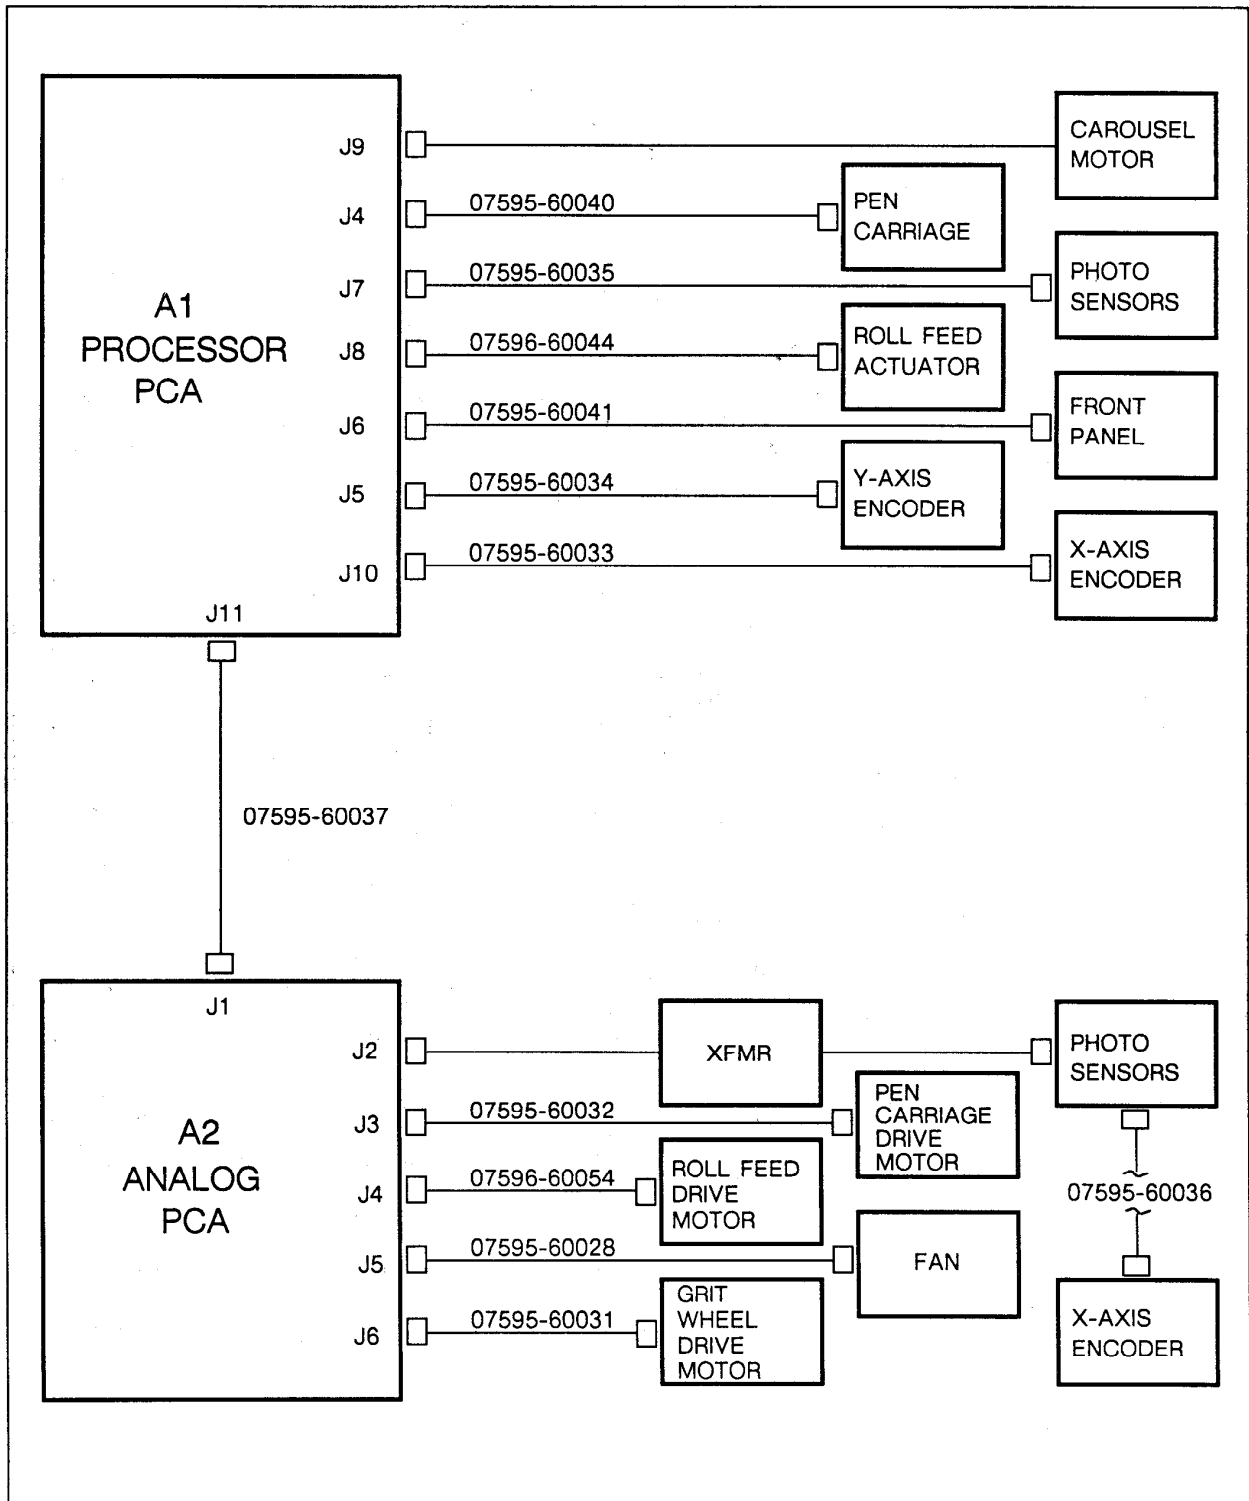 J9
CAROUSEL
MOTOR
J4
07595-60040
PEN
CARRIAGE
A1
PROCESSOR
PCA
J7
07595-60035
PHOTO
SENSORS
J8
07596-60044
ROLL FEED
ACTUATOR
J6
07595-60041
FRONT
PANEL
J5
07595-60034
Y-AXIS
ENCODER
J10
07595-60033
X-AXIS
ENCODER
J11
07595-60037
J1
A2
ANALOG
PCA
J2
XFMR
PHOTO
SENSORS
J3
07595-60032
PEN
CARRIAGE
DRIVE
MOTOR
J4
07596-60054
ROLL FEED
DRIVE
MOTOR
07595-60036
J5
07595-60028
FAN
J6
07595-60031
GRIT
WHEEL
DRIVE
MOTOR
X-AXIS
ENCODER